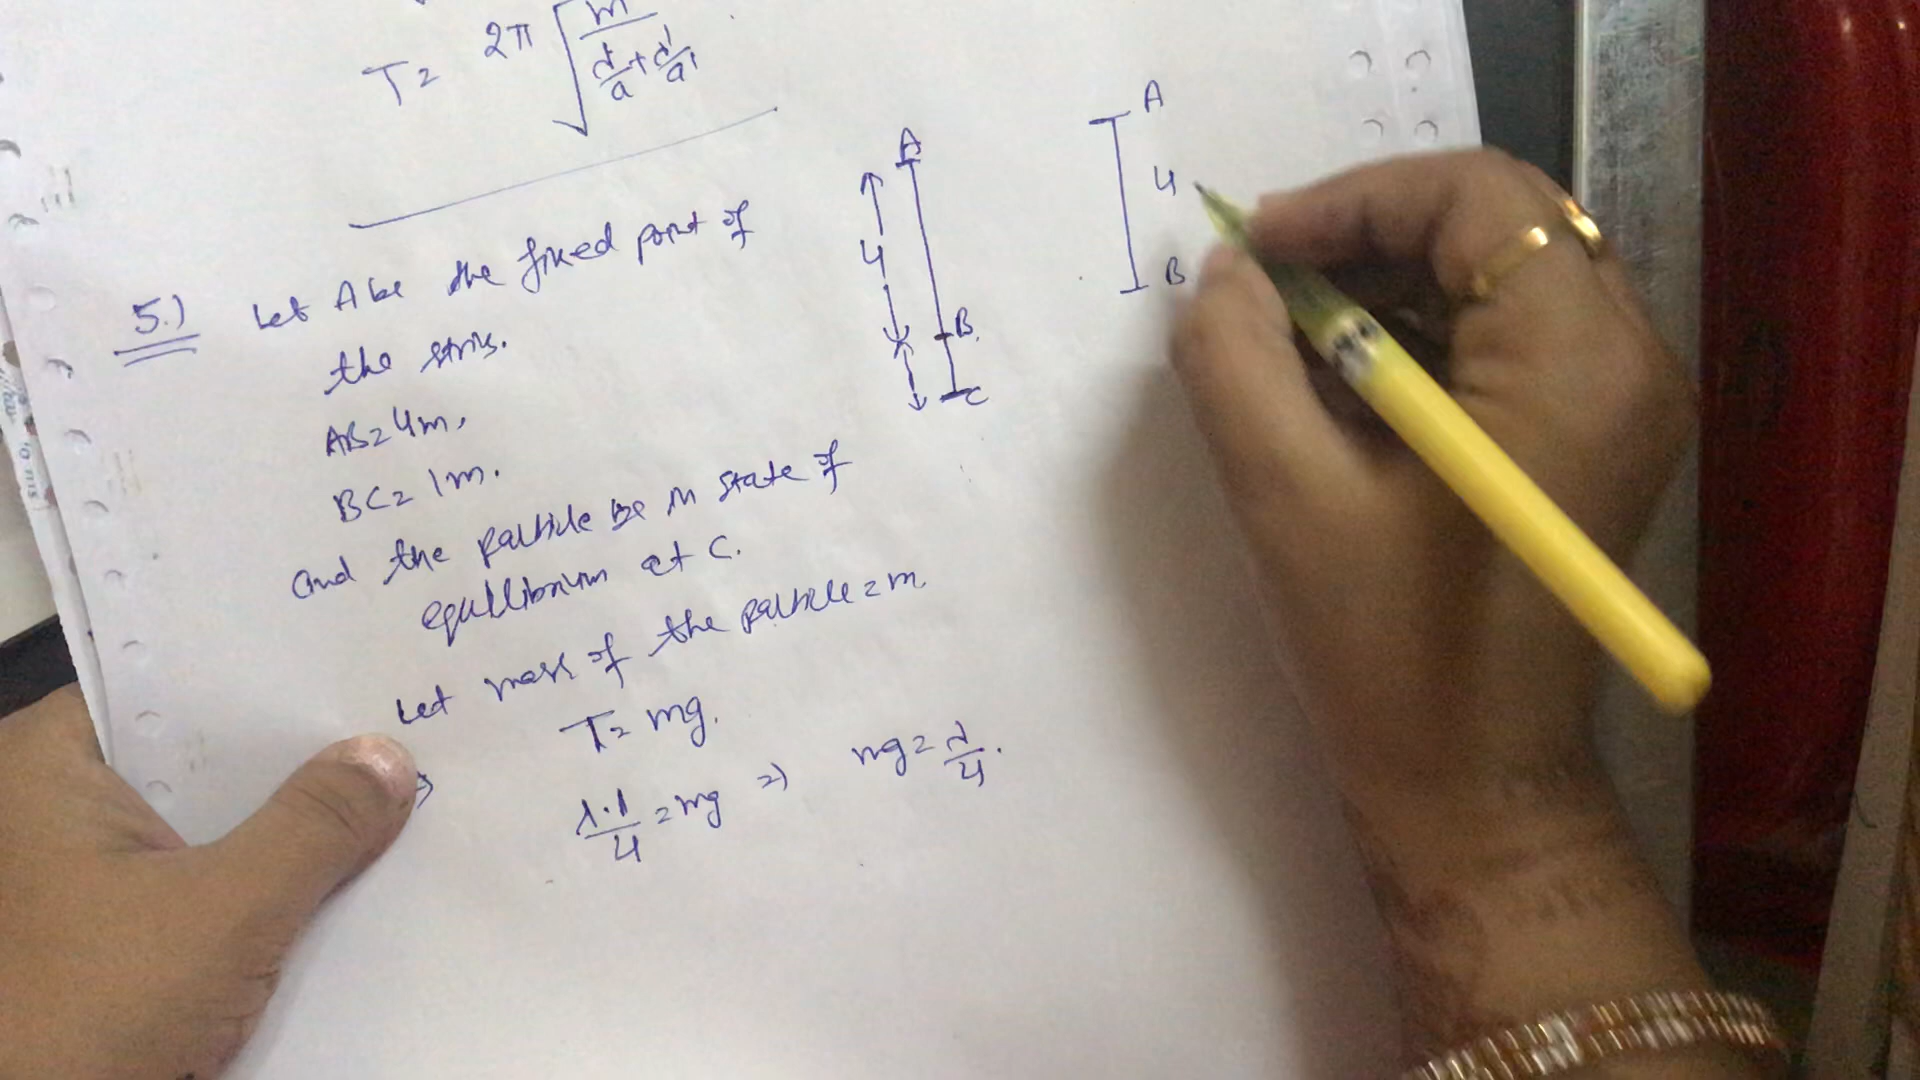 T = 2π √ m / (λ/a + λ'/a')
5.) Let A be the fixed point of
the string.
AB = 4m.
BC = 1m.
and the particle be in state of
equilibrium at C.
Let mass of the particle = m.
T = mg.
⇒ λ·1/4 = mg ⇒ mg = λ/4.
A
4
B
C
A
4
B